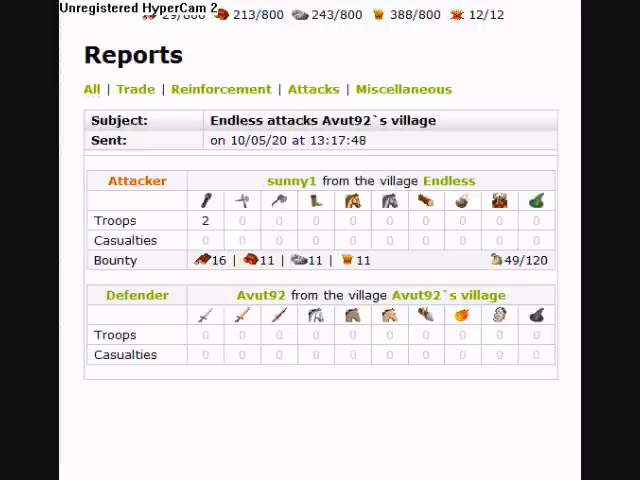 Unregistered HyperCam 2
29/800 213/800 243/800 388/800 12/12
Reports
All | Trade | Reinforcement | Attacks | Miscellaneous
Subject: Endless attacks Avut92`s village
Sent: on 10/05/20 at 13:17:48
Attacker sunny1 from the village Endless
Troops 2 0 0 0 0 0 0 0 0 0
Casualties 0 0 0 0 0 0 0 0 0 0
Bounty 16 | 11 | 11 | 11 49/120
Defender Avut92 from the village Avut92`s village
Troops 0 0 0 0 0 0 0 0 0 0
Casualties 0 0 0 0 0 0 0 0 0 0